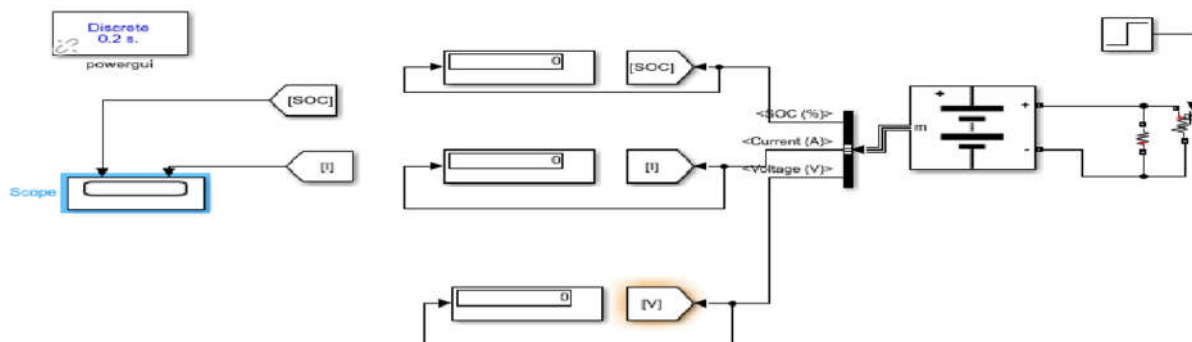 Discrete
0.2 s.
powergui
[SOC]
[I]
Scope
0
[SOC]
0
[I]
0
[V]
<SOC (%)>
<Current (A)>
<Voltage (V)>
+
m
+
-